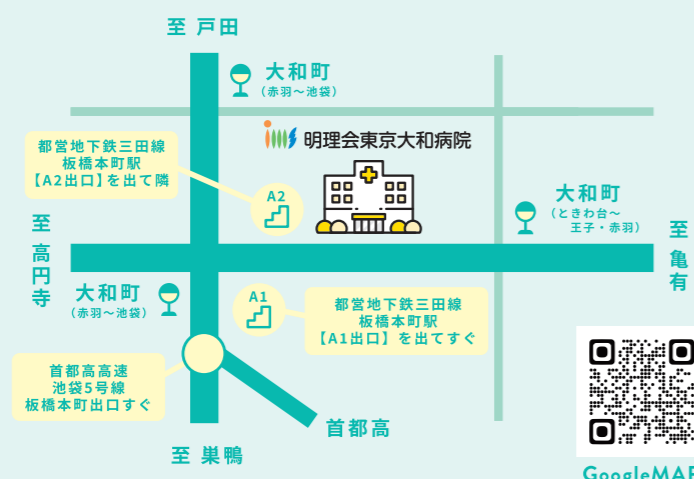 至 戸田
大和町
(赤羽〜池袋)
ims 明理会東京大和病院
都営地下鉄三田線
板橋本町駅
【A2出口】を出て隣
A2
大和町
(ときわ台〜
王子・赤羽)
至 高円寺
至 亀有
大和町
(赤羽〜池袋)
A1
都営地下鉄三田線
板橋本町駅
【A1出口】を出てすぐ
首都高高速
池袋5号線
板橋本町出口すぐ
首都高
至 巣鴨
GoogleMAP